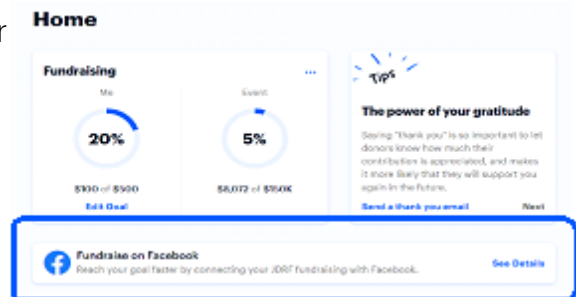 r
Home
Fundraising
...
Me
Event
20%
5%
$100 of $500
$8,072 of $150K
Edit Goal
Tips
The power of your gratitude
Saying "thank you" is so important to let
donors know how much their
contribution is appreciated, and makes
it more likely that they will support you
again in the future.
Send a thank you email
Next
Fundraise on Facebook
Reach your goal faster by connecting your JDRF fundraising with Facebook.
See Details